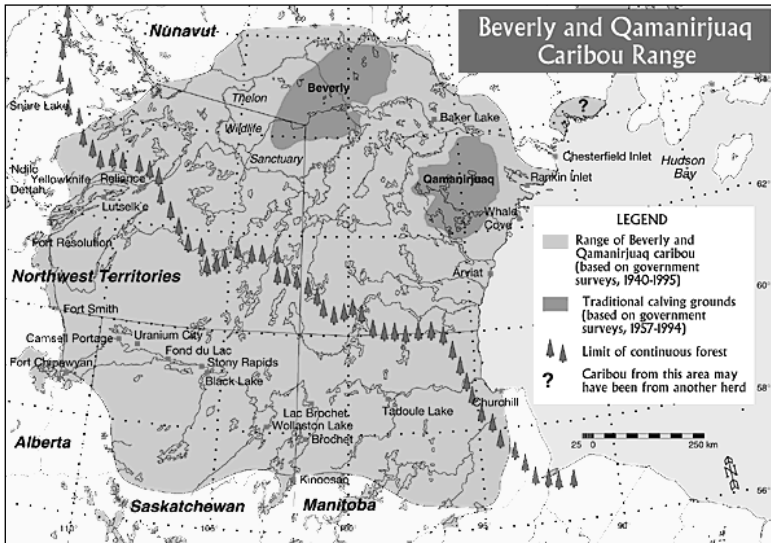 Beverly and Qamanirjuaq
Caribou Range
Nunavut
64
Snare Lake
Thelon
Beverly
?
Wildlife
Baker Lake
Sanctuary
Chesterfield Inlet
Hudson
Bay
Ndilo
Dettah
Yellowknife
Reliance
Qamanirjuaq
Rankin Inlet
62
Lutselk'e
Whale
Cove
Fort Resolution
Northwest Territories
Arviat
LEGEND
Range of Beverly and
Qamanirjuaq caribou
(based on government
surveys, 1940-1995)
Traditional calving grounds
(based on government
surveys, 1957-1994)
Limit of continuous forest
? Caribou from this area may
have been from another herd
Fort Smith
Camsell Portage
Uranium City
Fond du Lac
Fort Chipewyan
Stony Rapids
Black Lake
58
Lac Brochet
Tadoule Lake
Churchill
Wollaston Lake
Brochet
25 0 250 km
Alberta
Kinoosao
Saskatchewan
Manitoba
56
110
105
100
95
90